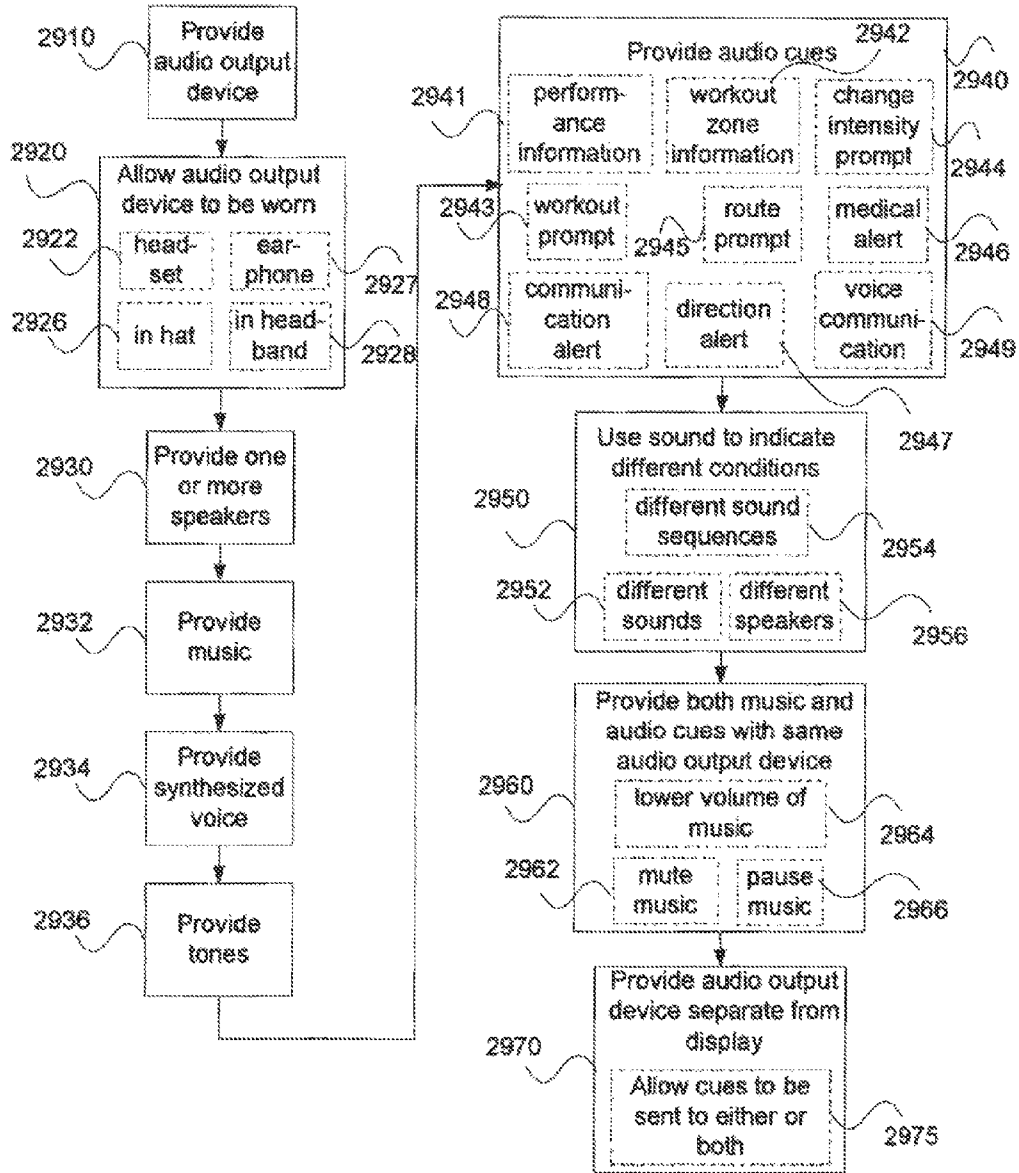 2910
Provide
audio output
device
2920
Allow audio output
device to be worn
2922
head-
set
ear-
phone
2927
2926
in hat
in head-
band
2928
2930
Provide one
or more
speakers
2932
Provide
music
2934
Provide
synthesized
voice
2936
Provide
tones
Provide audio cues
2942
2940
2941
perform-
ance
information
workout
zone
information
change
intensity
prompt
2944
2943
workout
prompt
2945
route
prompt
medical
alert
2946
2948
communi-
cation
alert
direction
alert
voice
communi-
cation
2949
2947
Use sound to indicate
different conditions
2950
different sound
sequences
2954
2952
different
sounds
different
speakers
2956
Provide both music and
audio cues with same
audio output device
2960
lower volume of
music
2964
2962
mute
music
pause
music
2966
Provide audio output
device separate from
display
2970
Allow cues to be
sent to either or
both
2975